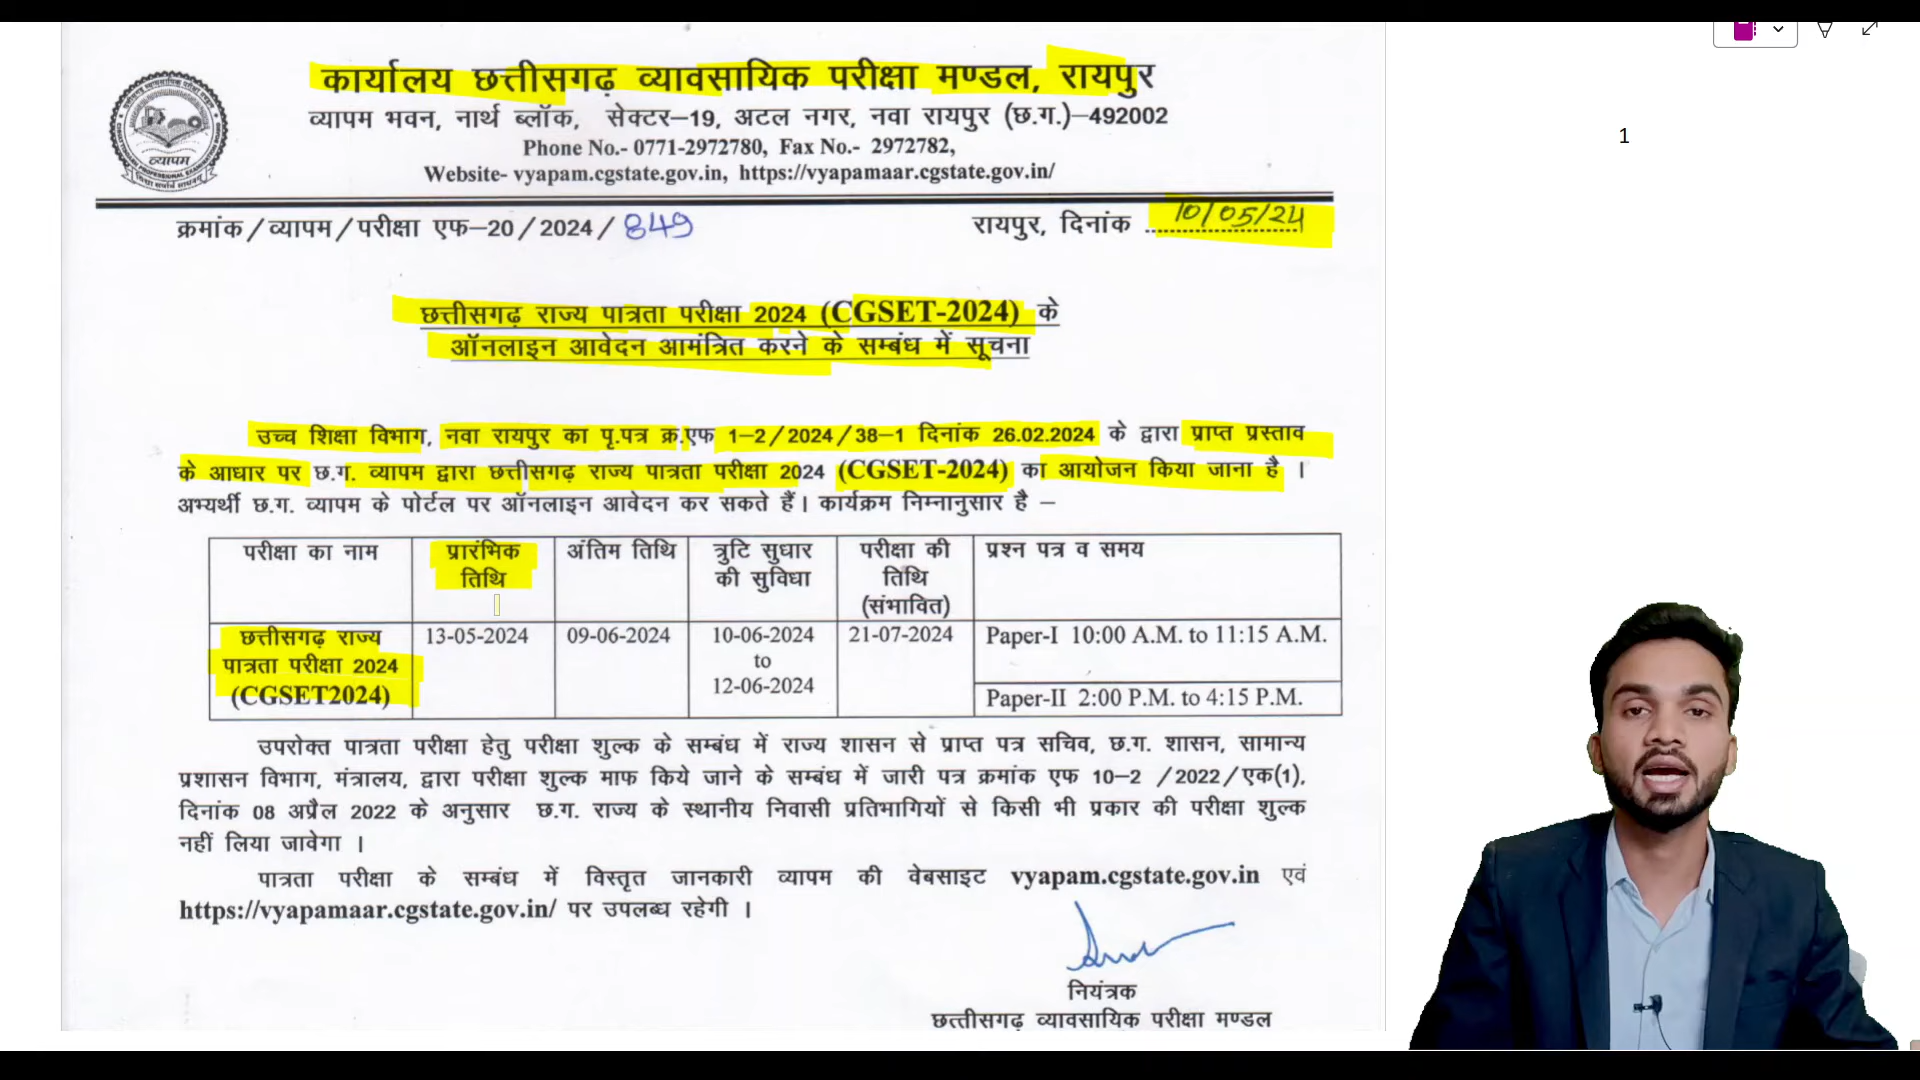 कार्यालय छत्तीसगढ़ व्यावसायिक परीक्षा मण्डल, रायपुर
व्यापम भवन, नार्थ ब्लॉक, सेक्टर–19, अटल नगर, नवा रायपुर (छ.ग.)–492002
Phone No.- 0771-2972780, Fax No.- 2972782,
Website- vyapam.cgstate.gov.in, https://vyapamaar.cgstate.gov.in/
व्यापम
1
क्रमांक/व्यापम/परीक्षा एफ–20/2024/849
रायपुर, दिनांक 10/05/24
छत्तीसगढ़ राज्य पात्रता परीक्षा 2024 (CGSET-2024) के
ऑनलाइन आवेदन आमंत्रित करने के सम्बंध में सूचना
उच्च शिक्षा विभाग, नवा रायपुर का पृ.पत्र क्र.एफ 1–2/2024/38–1 दिनांक 26.02.2024 के द्वारा प्राप्त प्रस्ताव
के आधार पर छ.ग. व्यापम द्वारा छत्तीसगढ़ राज्य पात्रता परीक्षा 2024 (CGSET-2024) का आयोजन किया जाना है ।
अभ्यर्थी छ.ग. व्यापम के पोर्टल पर ऑनलाइन आवेदन कर सकते हैं। कार्यक्रम निम्नानुसार है –
परीक्षा का नाम
प्रारंभिक
तिथि
अंतिम तिथि
त्रुटि सुधार
की सुविधा
परीक्षा की
तिथि
(संभावित)
प्रश्न पत्र व समय
छत्तीसगढ़ राज्य
पात्रता परीक्षा 2024
(CGSET2024)
13-05-2024
09-06-2024
10-06-2024
to
12-06-2024
21-07-2024
Paper-I 10:00 A.M. to 11:15 A.M.
Paper-II 2:00 P.M. to 4:15 P.M.
उपरोक्त पात्रता परीक्षा हेतु परीक्षा शुल्क के सम्बंध में राज्य शासन से प्राप्त पत्र सचिव, छ.ग. शासन, सामान्य
प्रशासन विभाग, मंत्रालय, द्वारा परीक्षा शुल्क माफ किये जाने के सम्बंध में जारी पत्र क्रमांक एफ 10–2 /2022/एक(1),
दिनांक 08 अप्रैल 2022 के अनुसार छ.ग. राज्य के स्थानीय निवासी प्रतिभागियों से किसी भी प्रकार की परीक्षा शुल्क
नहीं लिया जावेगा ।
पात्रता परीक्षा के सम्बंध में विस्तृत जानकारी व्यापम की वेबसाइट vyapam.cgstate.gov.in एवं
https://vyapamaar.cgstate.gov.in/ पर उपलब्ध रहेगी ।
नियंत्रक
छत्तीसगढ़ व्यावसायिक परीक्षा मण्डल